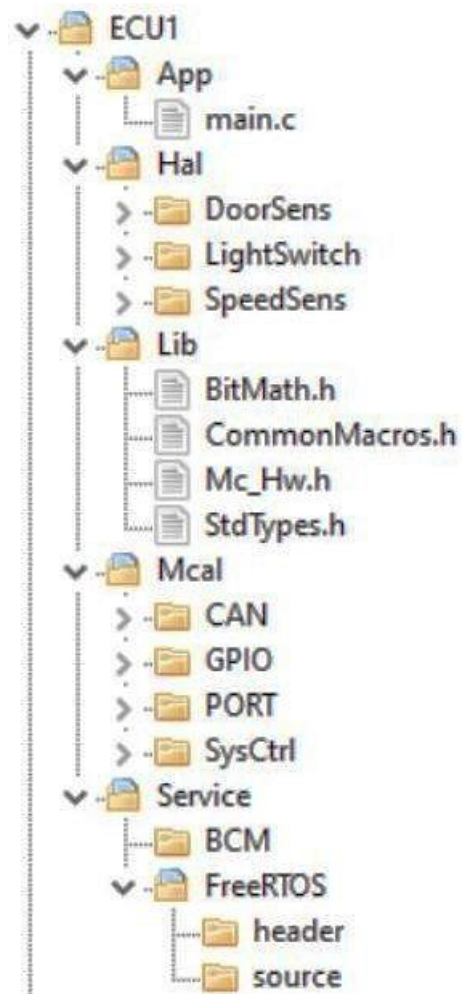 ECU1
App
main.c
Hal
DoorSens
LightSwitch
SpeedSens
Lib
BitMath.h
CommonMacros.h
Mc_Hw.h
StdTypes.h
Mcal
CAN
GPIO
PORT
SysCtrl
Service
BCM
FreeRTOS
header
source